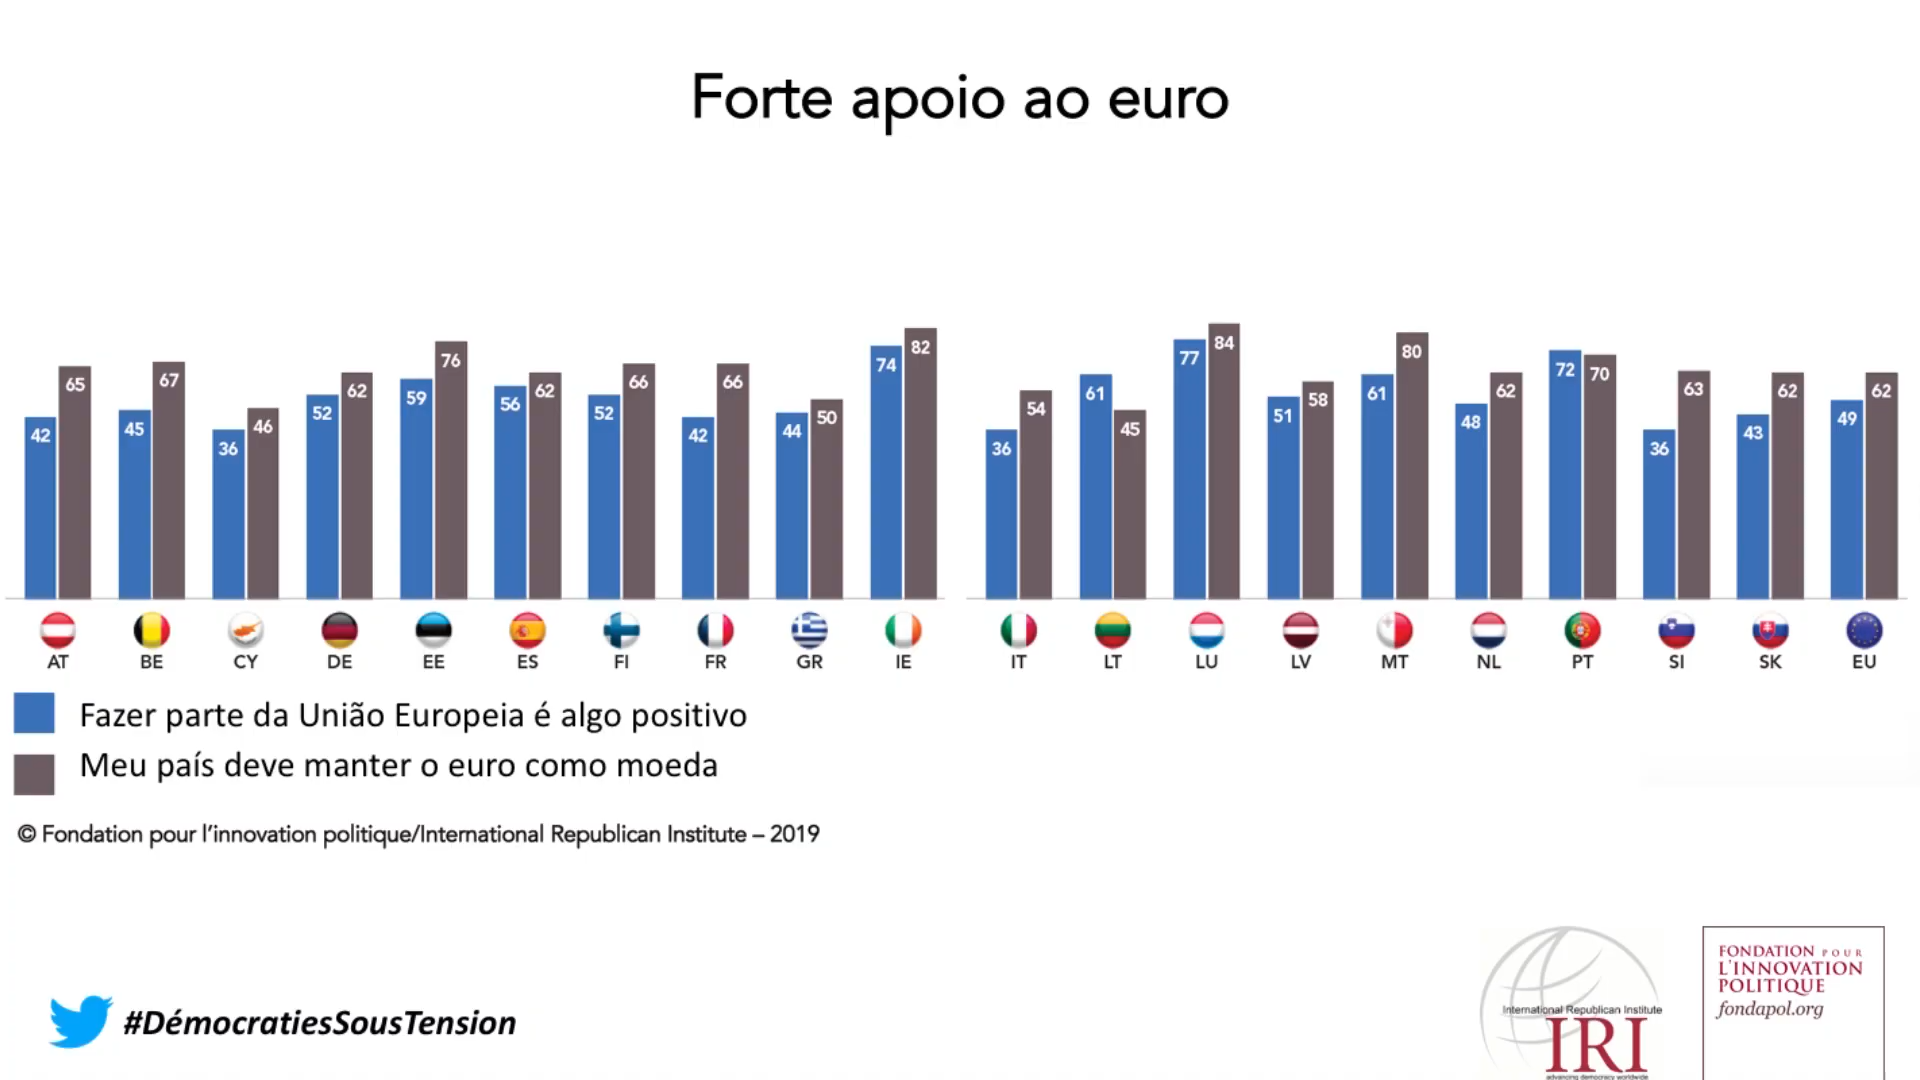 Forte apoio ao euro
42 65 45 67 36 46 52 62 59 76 56 62 52 66 42 66 44 50 74 82 36 54 61 45 77 84 51 58 61 80 48 62 72 70 36 63 43 62 49 62
AT BE CY DE EE ES FI FR GR IE IT LT LU LV MT NL PT SI SK EU
Fazer parte da União Europeia é algo positivo
Meu país deve manter o euro como moeda
© Fondation pour l’innovation politique/International Republican Institute – 2019
#DémocratiesSousTension
International Republican Institute
IRI
advancing democracy worldwide
FONDATION POUR
L'INNOVATION
POLITIQUE
fondapol.org